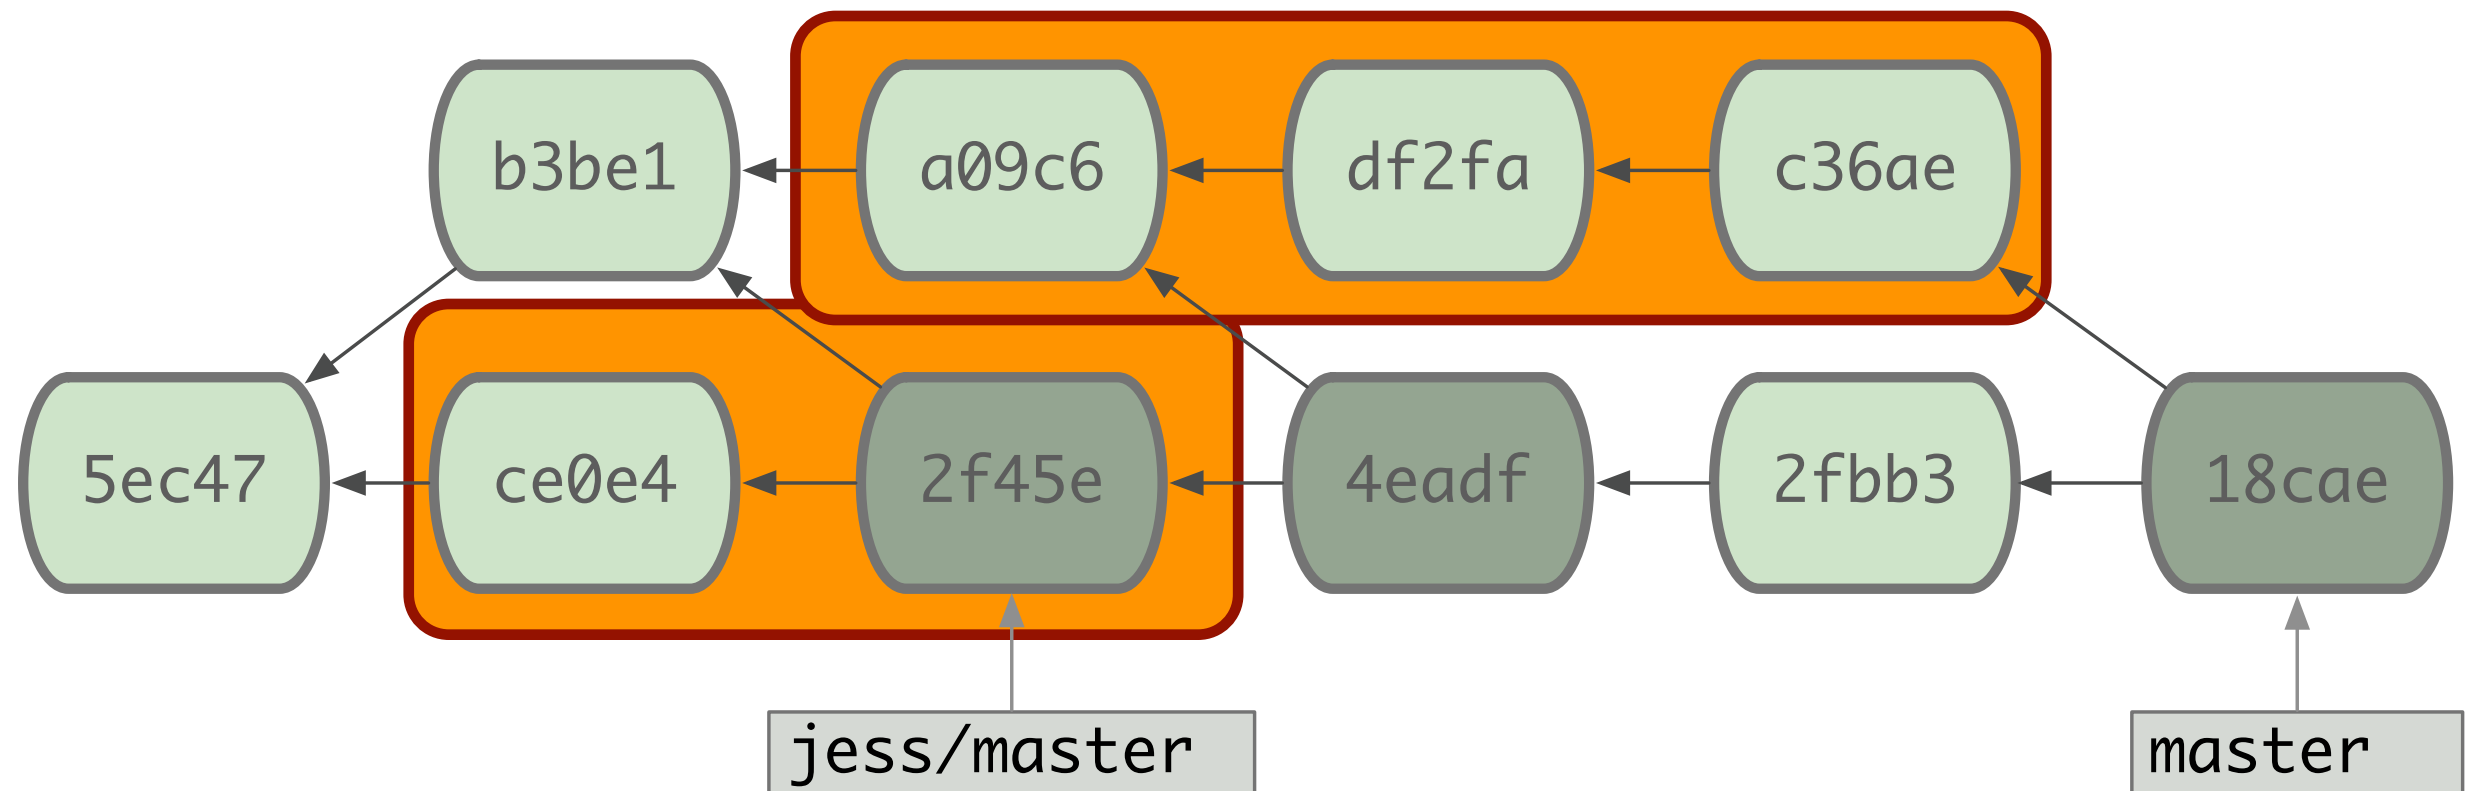 b3be1 a09c6 df2fa c36ae
5ec47 ce0e4 2f45e 4eadf 2fbb3 18cae
jess/master master